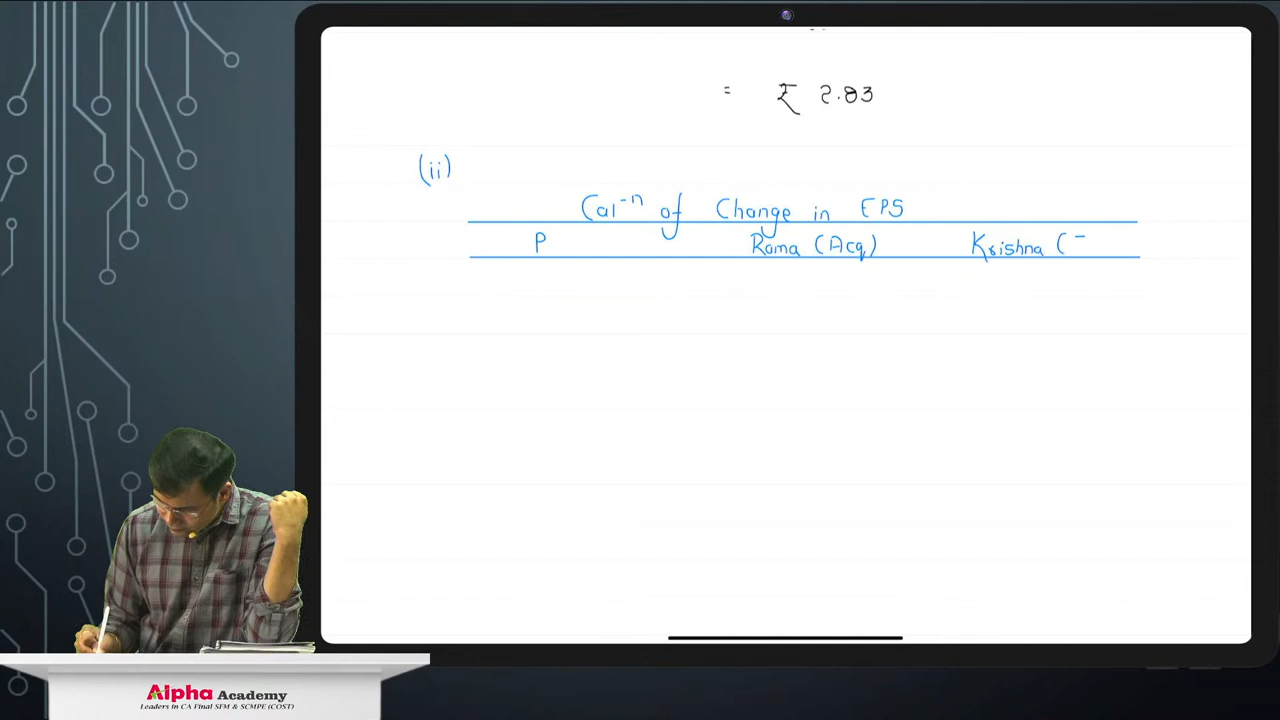 = ₹ 2.83
(ii)
Cal⁻ⁿ of Change in EPS
P Rama (Acq) Krishna (T
Alpha Academy
Leaders in CA Final SFM & SCMPE (COST)